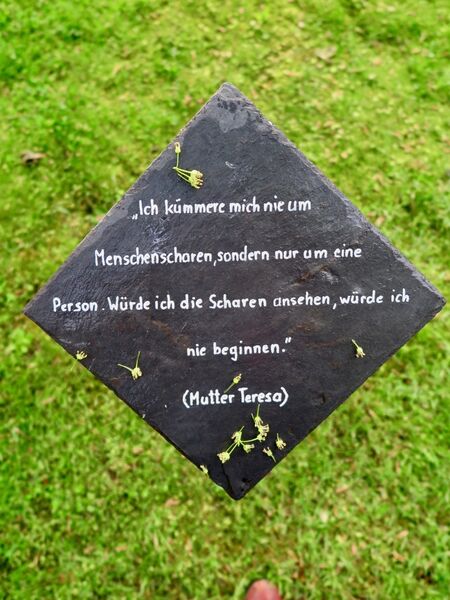 „Ich kümmere mich nie um
Menschenscharen, sondern nur um eine
Person. Würde ich die Scharen ansehen, würde ich
nie beginnen."
(Mutter Teresa)